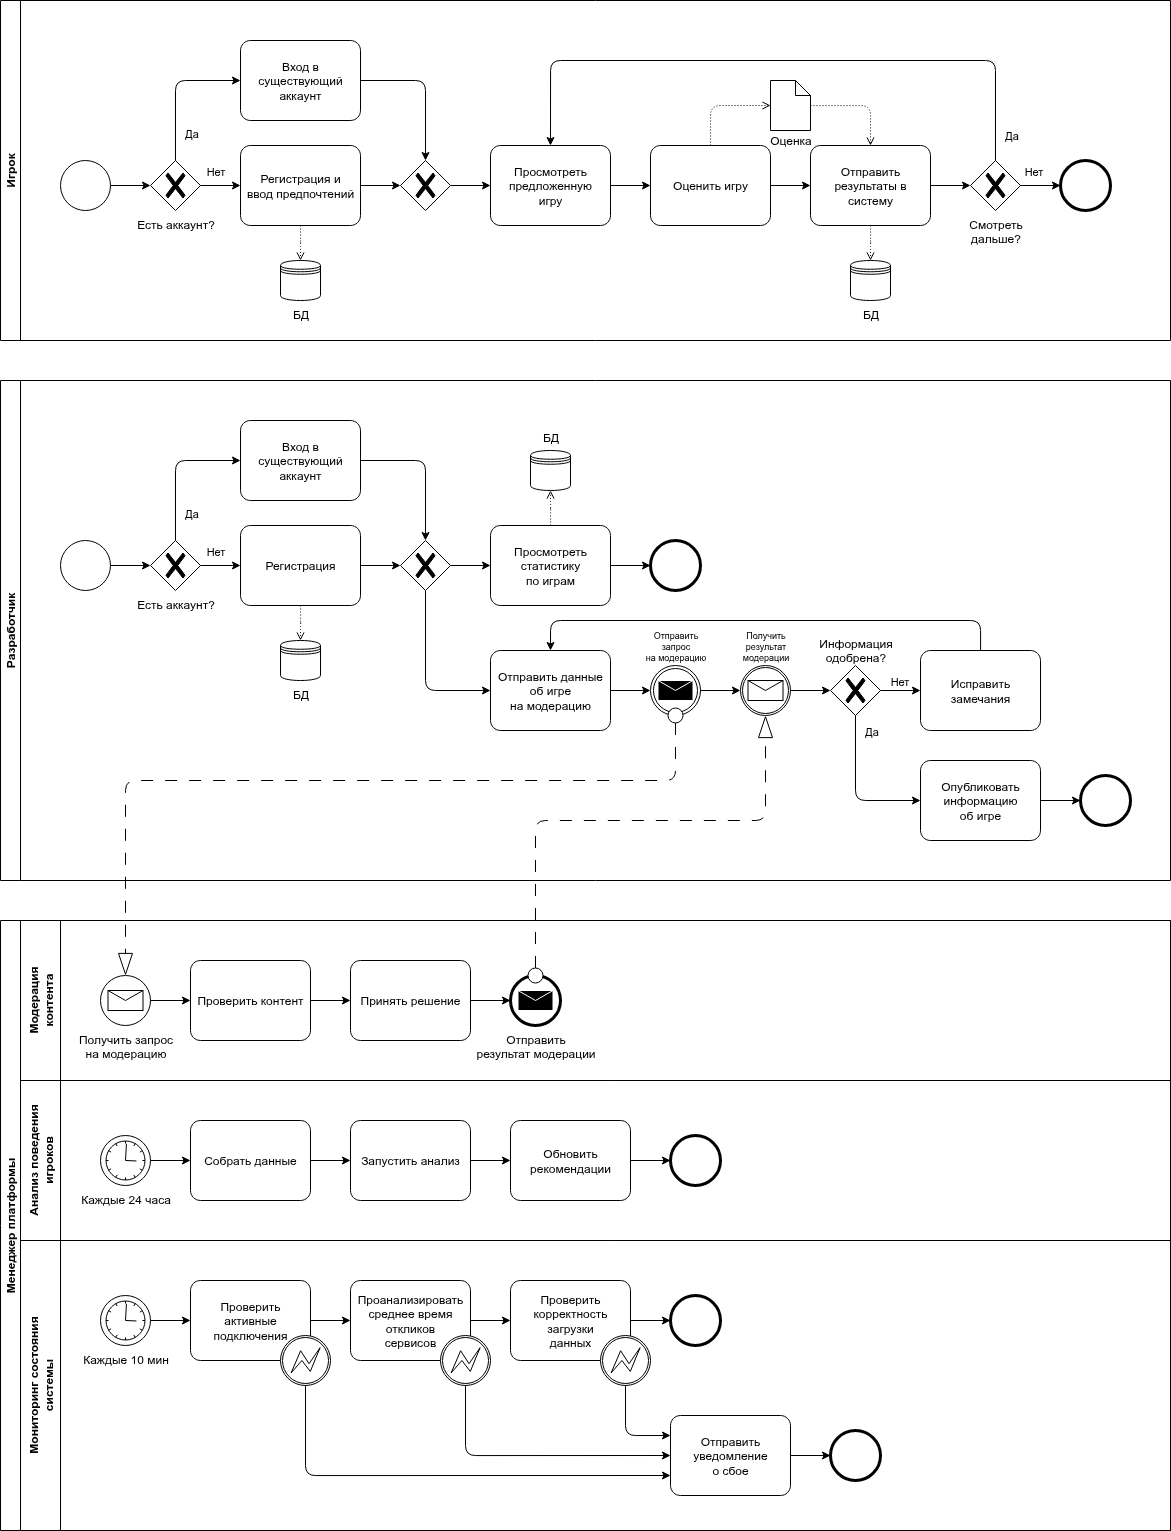 Игрок
Вход в
существующий
аккаунт
Да
Нет
Есть аккаунт?
Регистрация и
ввод предпочтений
БД
Просмотреть
предложенную
игру
Оценить игру
Оценка
Отправить
результаты в
систему
БД
Да
Нет
Смотреть
дальше?
Разработчик
Вход в
существующий
аккаунт
Да
Нет
Есть аккаунт?
Регистрация
БД
БД
Просмотреть
статистику
по играм
Отправить данные
об игре
на модерацию
Отправить
запрос
на модерацию
Получить
результат
модерации
Информация
одобрена?
Нет
Да
Исправить
замечания
Опубликовать
информацию
об игре
Менеджер платформы
Модерация
контента
Получить запрос
на модерацию
Проверить контент
Принять решение
Отправить
результат модерации
Анализ поведения
игроков
Каждые 24 часа
Собрать данные
Запустить анализ
Обновить
рекомендации
Мониторинг состояния
системы
Каждые 10 мин
Проверить
активные
подключения
Проанализировать
среднее время
откликов
сервисов
Проверить
корректность
загрузки
данных
Отправить
уведомление
о сбое